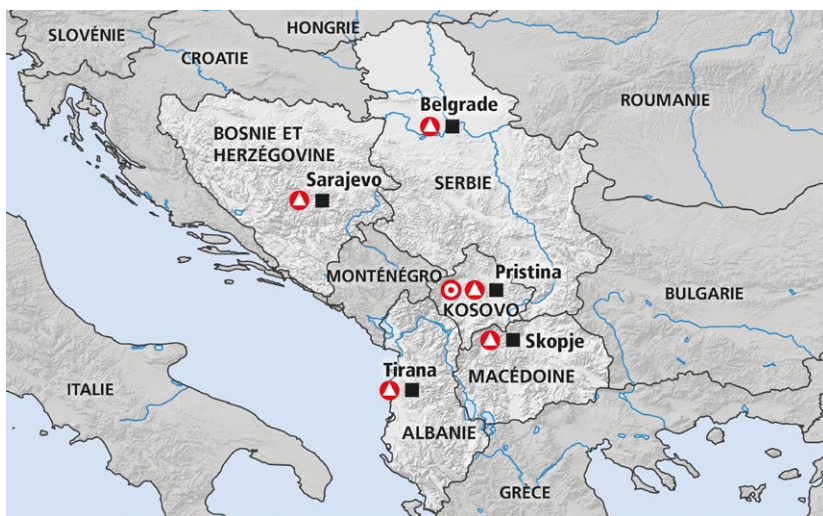 HONGRIE
SLOVÉNIE
CROATIE
ROUMANIE
Belgrade
BOSNIE ET
HERZÉGOVINE
Sarajevo
SERBIE
MONTÉNÉGRO
Pristina
KOSOVO
BULGARIE
Skopje
Tirana
MACÉDOINE
ITALIE
ALBANIE
GRÈCE